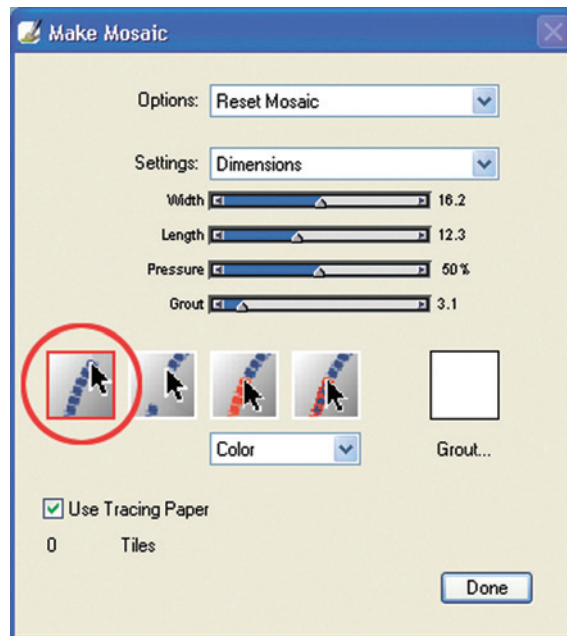 Make Mosaic
Options: Reset Mosaic
Settings: Dimensions
Width 16.2
Length 12.3
Pressure 50%
Grout 3.1
Color Grout...
Use Tracing Paper
0 Tiles
Done